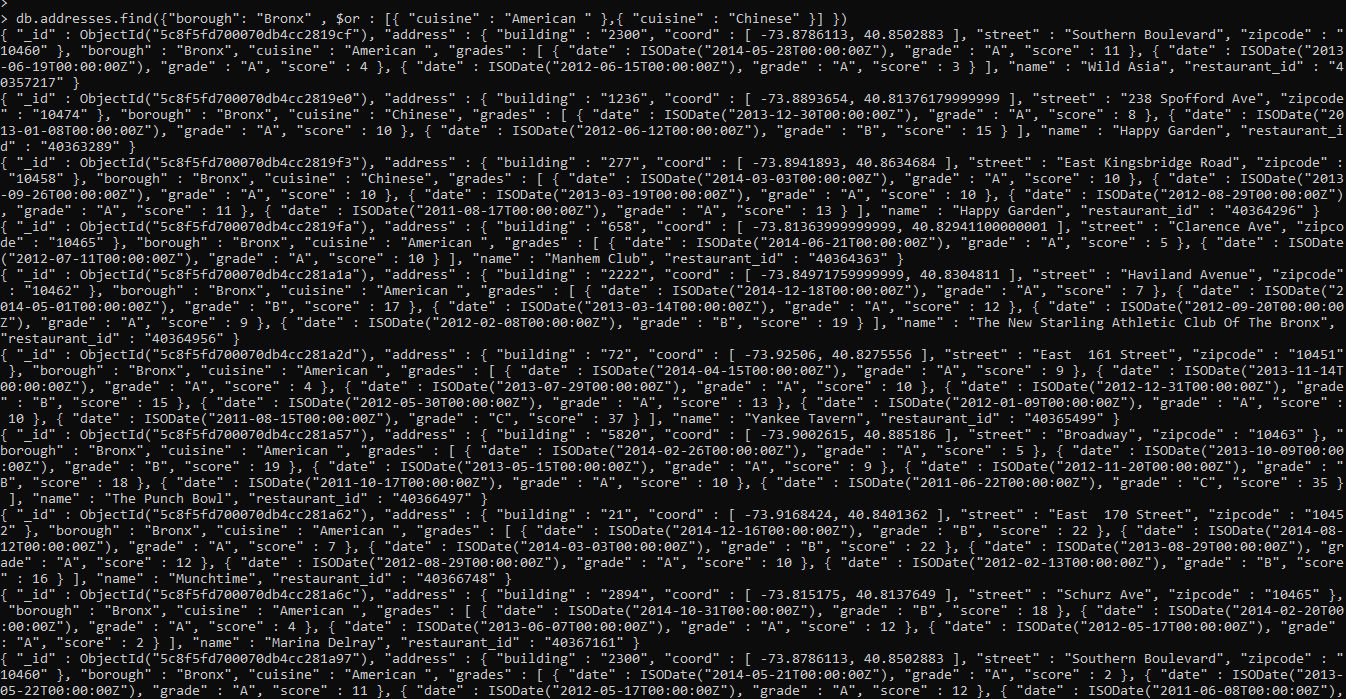 >
> db.addresses.find({"borough": "Bronx" , $or : [{ "cuisine" : "American " },{ "cuisine" : "Chinese" }] })
{ "_id" : ObjectId("5c8f5fd700070db4cc2819cf"), "address" : { "building" : "2300", "coord" : [ -73.8786113, 40.8502883 ], "street" : "Southern Boulevard", "zipcode" : "
10460" }, "borough" : "Bronx", "cuisine" : "American ", "grades" : [ { "date" : ISODate("2014-05-28T00:00:00Z"), "grade" : "A", "score" : 11 }, { "date" : ISODate("2013
-06-19T00:00:00Z"), "grade" : "A", "score" : 4 }, { "date" : ISODate("2012-06-15T00:00:00Z"), "grade" : "A", "score" : 3 } ], "name" : "Wild Asia", "restaurant_id" : "4
0357217" }
{ "_id" : ObjectId("5c8f5fd700070db4cc2819e0"), "address" : { "building" : "1236", "coord" : [ -73.8893654, 40.81376179999999 ], "street" : "238 Spofford Ave", "zipcode
" : "10474" }, "borough" : "Bronx", "cuisine" : "Chinese", "grades" : [ { "date" : ISODate("2013-12-30T00:00:00Z"), "grade" : "A", "score" : 8 }, { "date" : ISODate("20
13-01-08T00:00:00Z"), "grade" : "A", "score" : 10 }, { "date" : ISODate("2012-06-12T00:00:00Z"), "grade" : "B", "score" : 15 } ], "name" : "Happy Garden", "restaurant_i
d" : "40363289" }
{ "_id" : ObjectId("5c8f5fd700070db4cc2819f3"), "address" : { "building" : "277", "coord" : [ -73.8941893, 40.8634684 ], "street" : "East Kingsbridge Road", "zipcode" :
 "10458" }, "borough" : "Bronx", "cuisine" : "Chinese", "grades" : [ { "date" : ISODate("2014-03-03T00:00:00Z"), "grade" : "A", "score" : 10 }, { "date" : ISODate("2013
-09-26T00:00:00Z"), "grade" : "A", "score" : 10 }, { "date" : ISODate("2013-03-19T00:00:00Z"), "grade" : "A", "score" : 10 }, { "date" : ISODate("2012-08-29T00:00:00Z")
, "grade" : "A", "score" : 11 }, { "date" : ISODate("2011-08-17T00:00:00Z"), "grade" : "A", "score" : 13 } ], "name" : "Happy Garden", "restaurant_id" : "40364296" }
{ "_id" : ObjectId("5c8f5fd700070db4cc2819fa"), "address" : { "building" : "658", "coord" : [ -73.81363999999999, 40.82941100000001 ], "street" : "Clarence Ave", "zipco
de" : "10465" }, "borough" : "Bronx", "cuisine" : "American ", "grades" : [ { "date" : ISODate("2014-06-21T00:00:00Z"), "grade" : "A", "score" : 5 }, { "date" : ISODate
("2012-07-11T00:00:00Z"), "grade" : "A", "score" : 10 } ], "name" : "Manhem Club", "restaurant_id" : "40364363" }
{ "_id" : ObjectId("5c8f5fd700070db4cc281a1a"), "address" : { "building" : "2222", "coord" : [ -73.84971759999999, 40.8304811 ], "street" : "Haviland Avenue", "zipcode"
 : "10462" }, "borough" : "Bronx", "cuisine" : "American ", "grades" : [ { "date" : ISODate("2014-12-18T00:00:00Z"), "grade" : "A", "score" : 7 }, { "date" : ISODate("2
014-05-01T00:00:00Z"), "grade" : "B", "score" : 17 }, { "date" : ISODate("2013-03-14T00:00:00Z"), "grade" : "A", "score" : 12 }, { "date" : ISODate("2012-09-20T00:00:00
Z"), "grade" : "A", "score" : 9 }, { "date" : ISODate("2012-02-08T00:00:00Z"), "grade" : "B", "score" : 19 } ], "name" : "The New Starling Athletic Club Of The Bronx",
"restaurant_id" : "40364956" }
{ "_id" : ObjectId("5c8f5fd700070db4cc281a2d"), "address" : { "building" : "72", "coord" : [ -73.92506, 40.8275556 ], "street" : "East  161 Street", "zipcode" : "10451"
 }, "borough" : "Bronx", "cuisine" : "American ", "grades" : [ { "date" : ISODate("2014-04-15T00:00:00Z"), "grade" : "A", "score" : 9 }, { "date" : ISODate("2013-11-14T
00:00:00Z"), "grade" : "A", "score" : 4 }, { "date" : ISODate("2013-07-29T00:00:00Z"), "grade" : "A", "score" : 10 }, { "date" : ISODate("2012-12-31T00:00:00Z"), "grade
" : "B", "score" : 15 }, { "date" : ISODate("2012-05-30T00:00:00Z"), "grade" : "A", "score" : 13 }, { "date" : ISODate("2012-01-09T00:00:00Z"), "grade" : "A", "score" :
 10 }, { "date" : ISODate("2011-08-15T00:00:00Z"), "grade" : "C", "score" : 37 } ], "name" : "Yankee Tavern", "restaurant_id" : "40365499" }
{ "_id" : ObjectId("5c8f5fd700070db4cc281a57"), "address" : { "building" : "5820", "coord" : [ -73.9002615, 40.885186 ], "street" : "Broadway", "zipcode" : "10463" }, "
borough" : "Bronx", "cuisine" : "American ", "grades" : [ { "date" : ISODate("2014-02-26T00:00:00Z"), "grade" : "A", "score" : 5 }, { "date" : ISODate("2013-10-09T00:00
:00Z"), "grade" : "B", "score" : 19 }, { "date" : ISODate("2013-05-15T00:00:00Z"), "grade" : "A", "score" : 9 }, { "date" : ISODate("2012-11-20T00:00:00Z"), "grade" : "
B", "score" : 18 }, { "date" : ISODate("2011-10-17T00:00:00Z"), "grade" : "A", "score" : 10 }, { "date" : ISODate("2011-06-22T00:00:00Z"), "grade" : "C", "score" : 35 }
 ], "name" : "The Punch Bowl", "restaurant_id" : "40366497" }
{ "_id" : ObjectId("5c8f5fd700070db4cc281a62"), "address" : { "building" : "21", "coord" : [ -73.9168424, 40.8401362 ], "street" : "East  170 Street", "zipcode" : "1045
2" }, "borough" : "Bronx", "cuisine" : "American ", "grades" : [ { "date" : ISODate("2014-12-16T00:00:00Z"), "grade" : "B", "score" : 22 }, { "date" : ISODate("2014-08-
12T00:00:00Z"), "grade" : "A", "score" : 7 }, { "date" : ISODate("2014-03-03T00:00:00Z"), "grade" : "B", "score" : 22 }, { "date" : ISODate("2013-08-29T00:00:00Z"), "gr
ade" : "A", "score" : 12 }, { "date" : ISODate("2012-08-29T00:00:00Z"), "grade" : "A", "score" : 10 }, { "date" : ISODate("2012-02-13T00:00:00Z"), "grade" : "B", "score
" : 16 } ], "name" : "Munchtime", "restaurant_id" : "40366748" }
{ "_id" : ObjectId("5c8f5fd700070db4cc281a6c"), "address" : { "building" : "2894", "coord" : [ -73.815175, 40.8137649 ], "street" : "Schurz Ave", "zipcode" : "10465" },
 "borough" : "Bronx", "cuisine" : "American ", "grades" : [ { "date" : ISODate("2014-10-31T00:00:00Z"), "grade" : "B", "score" : 18 }, { "date" : ISODate("2014-02-20T00
:00:00Z"), "grade" : "A", "score" : 4 }, { "date" : ISODate("2013-06-07T00:00:00Z"), "grade" : "A", "score" : 12 }, { "date" : ISODate("2012-05-17T00:00:00Z"), "grade"
: "A", "score" : 2 } ], "name" : "Marina Delray", "restaurant_id" : "40367161" }
{ "_id" : ObjectId("5c8f5fd700070db4cc281a97"), "address" : { "building" : "2300", "coord" : [ -73.8786113, 40.8502883 ], "street" : "Southern Boulevard", "zipcode" : "
10460" }, "borough" : "Bronx", "cuisine" : "American ", "grades" : [ { "date" : ISODate("2014-05-21T00:00:00Z"), "grade" : "A", "score" : 2 }, { "date" : ISODate("2013-
05-22T00:00:00Z"), "grade" : "A", "score" : 11 }, { "date" : ISODate("2012-05-17T00:00:00Z"), "grade" : "A", "score" : 12 }, { "date" : ISODate("2011-06-08T00:00:00Z"),